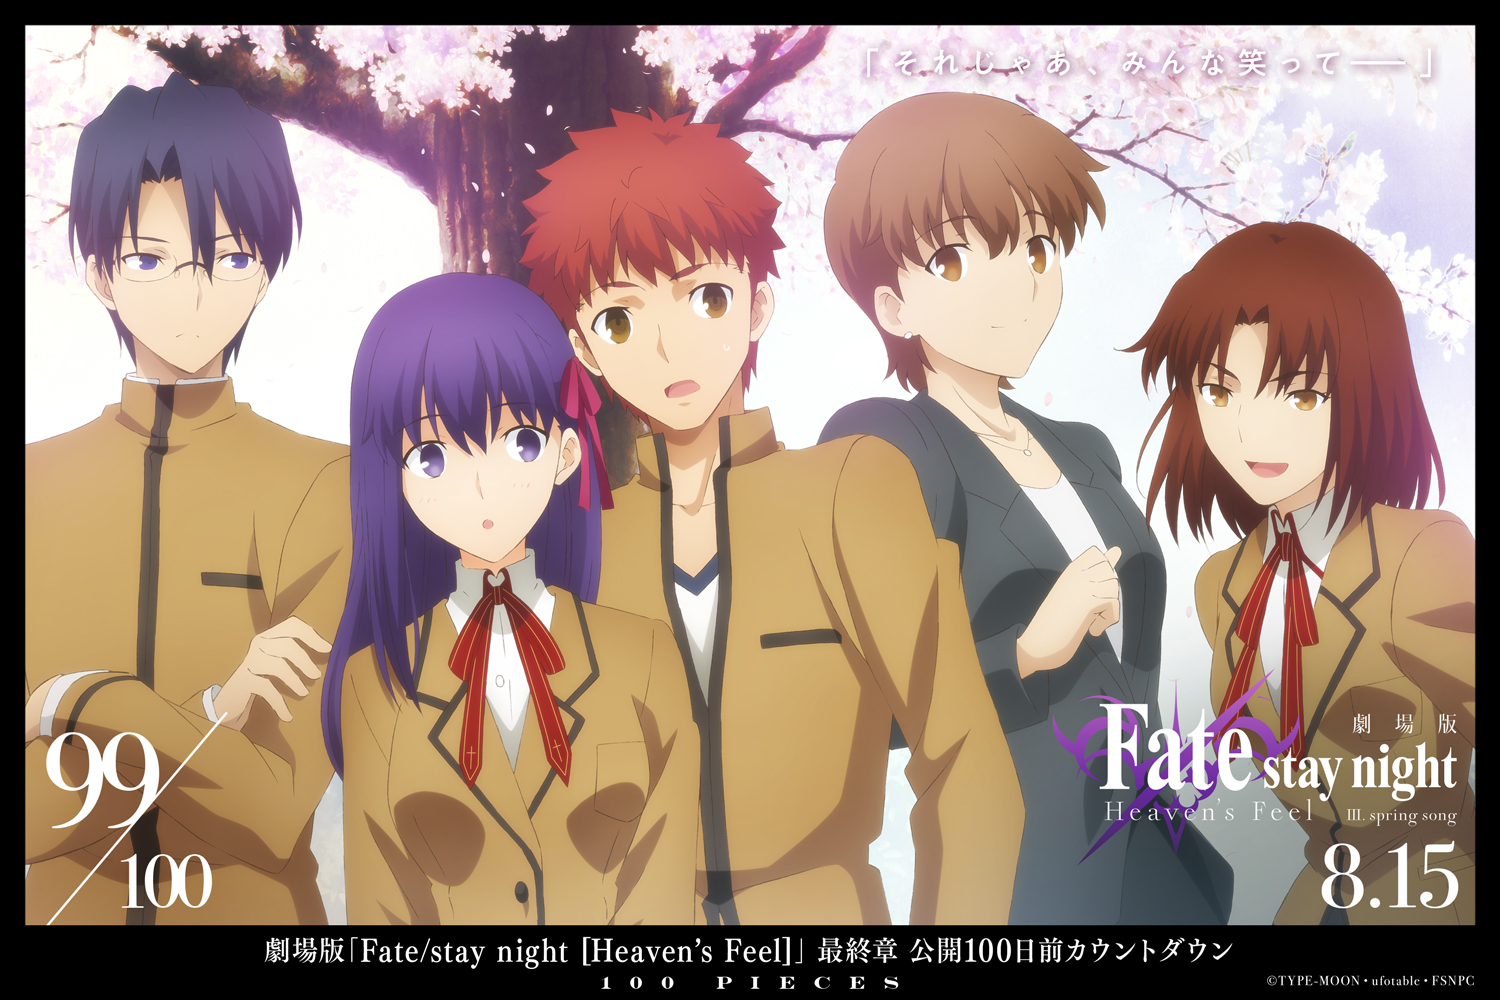 「それじゃあ、みんな笑って――」
99/100
劇場版
Fate stay night
Heaven's Feel III. spring song
8.15
劇場版「Fate/stay night [Heaven's Feel]」最終章 公開100日前カウントダウン
100 PIECES
©TYPE-MOON・ufotable・FSNPC